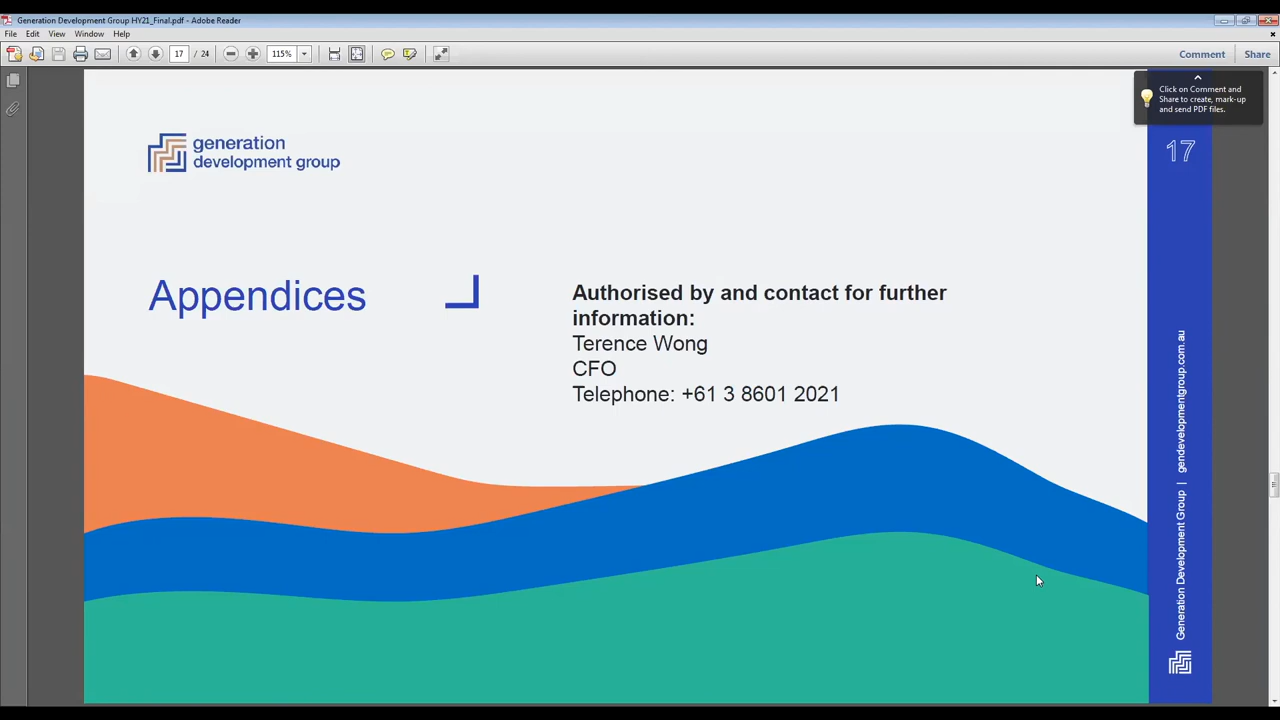 Generation Development Group HY21_Final.pdf - Adobe Reader
File Edit View Window Help
17 / 24 115% Comment Share
Click on Comment and
Share to create, mark-up
and send PDF files.
17
generation
development group
Appendices
Authorised by and contact for further
information:
Terence Wong
CFO
Telephone: +61 3 8601 2021
Generation Development Group | gendevelopmentgroup.com.au